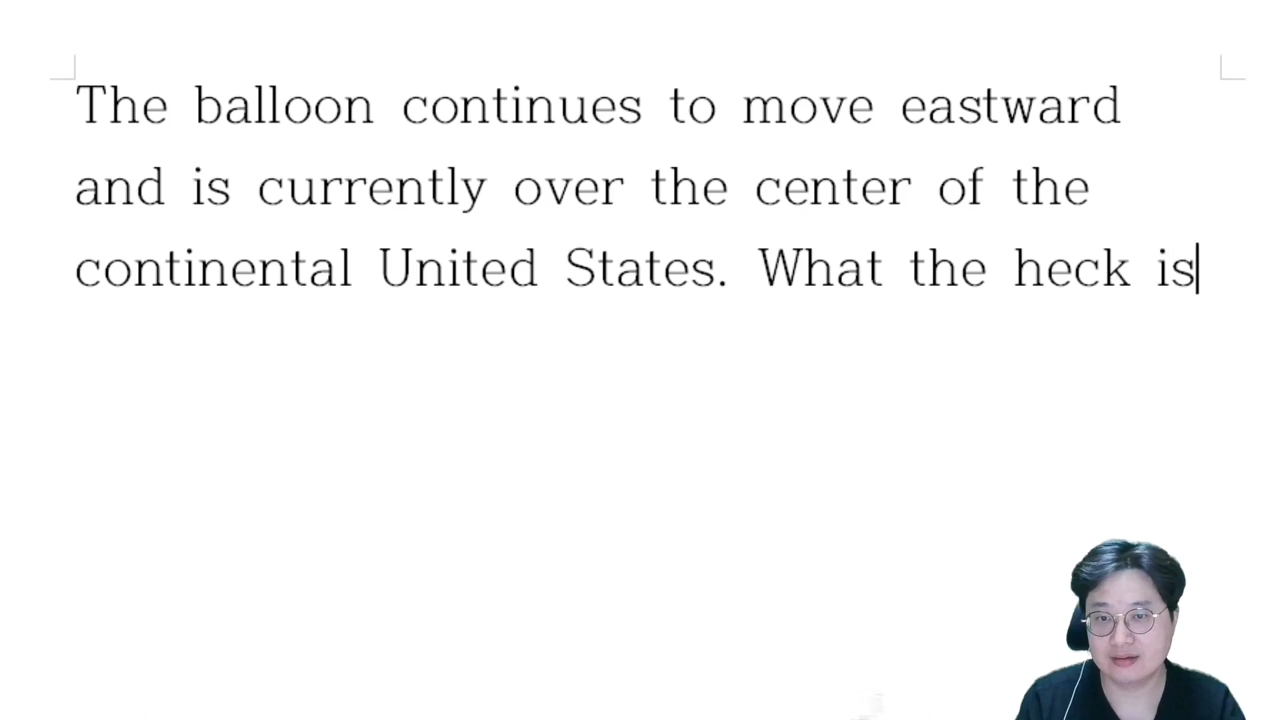 The balloon continues to move eastward
and is currently over the center of the
continental United States. What the heck is